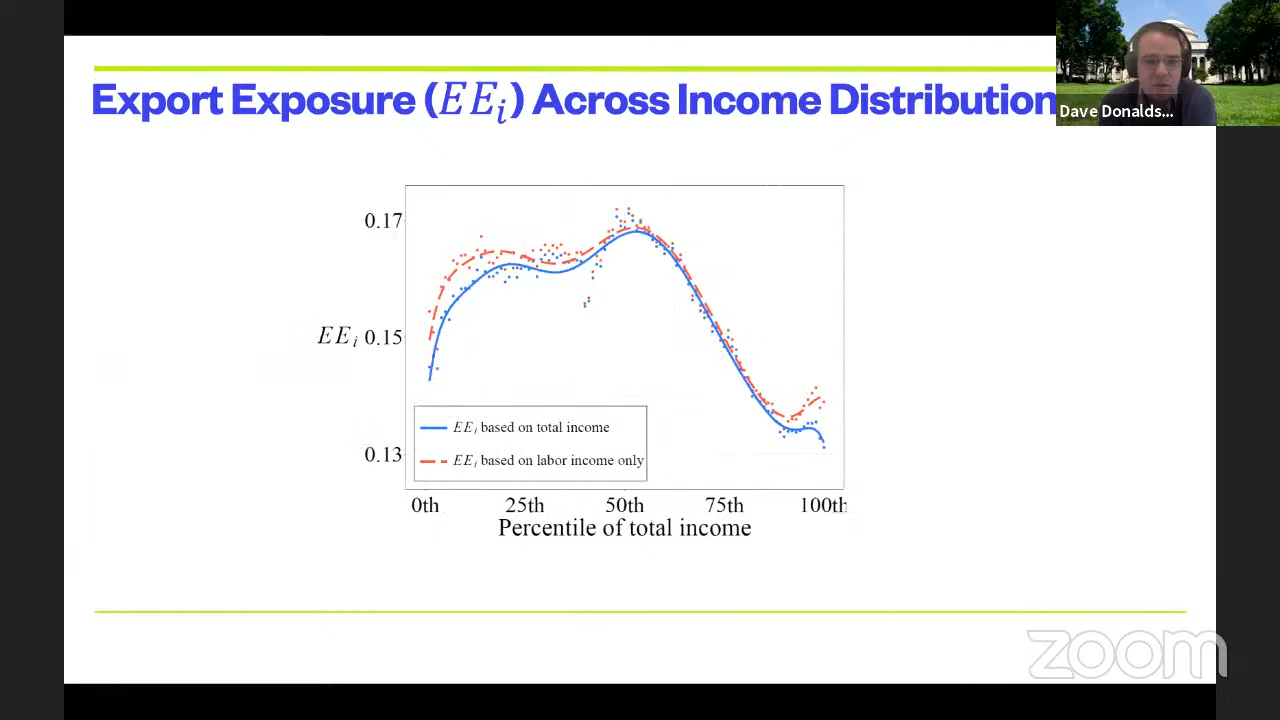 Export Exposure (EEᵢ) Across Income Distribution
Dave Donalds...
0.17
EEᵢ 0.15
0.13
EEᵢ based on total income
EEᵢ based on labor income only
0th 25th 50th 75th 100th
Percentile of total income
zoom